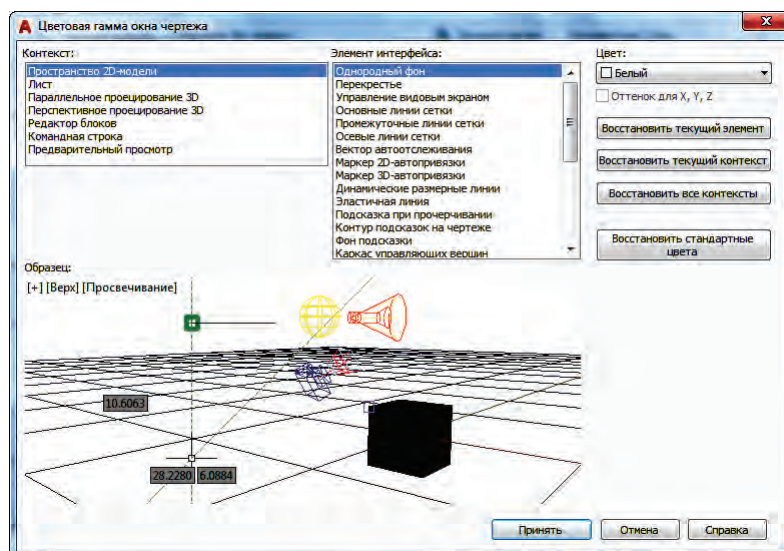 Цветовая гамма окна чертежа
Контекст:
Пространство 2D-модели
Лист
Параллельное проецирование 3D
Перспективное проецирование 3D
Редактор блоков
Командная строка
Предварительный просмотр
Элемент интерфейса:
Однородный фон
Перекрестье
Управление видовым экраном
Основные линии сетки
Промежуточные линии сетки
Осевые линии сетки
Вектор автоотслеживания
Маркер 2D-автопривязки
Маркер 3D-автопривязки
Динамические размерные линии
Эластичная линия
Подсказка при прочерчивании
Контур подсказок на чертеже
Фон подсказки
Каркас управляющих вершин
Цвет:
Белый
Оттенок для X, Y, Z
Восстановить текущий элемент
Восстановить текущий контекст
Восстановить все контексты
Восстановить стандартные
цвета
Образец:
[+] [Верх] [Просвечивание]
10.6063
28.2280 6.0884
Принять
Отмена
Справка